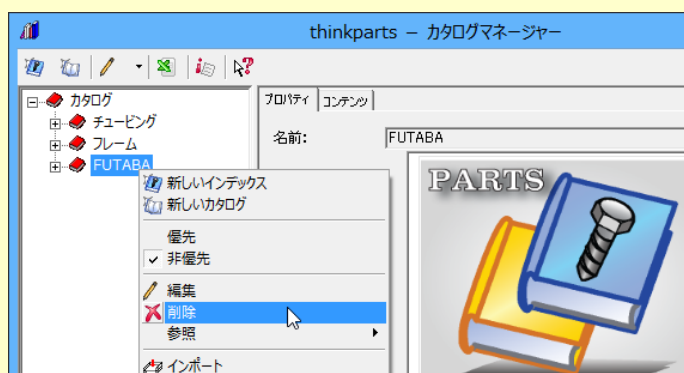 thinkparts － カタログマネージャー
カタログ
チュービング
フレーム
FUTABA
プロパティ コンテンツ
名前: FUTABA
PARTS
新しいインデックス
新しいカタログ
優先
非優先
編集
削除
参照
インポート